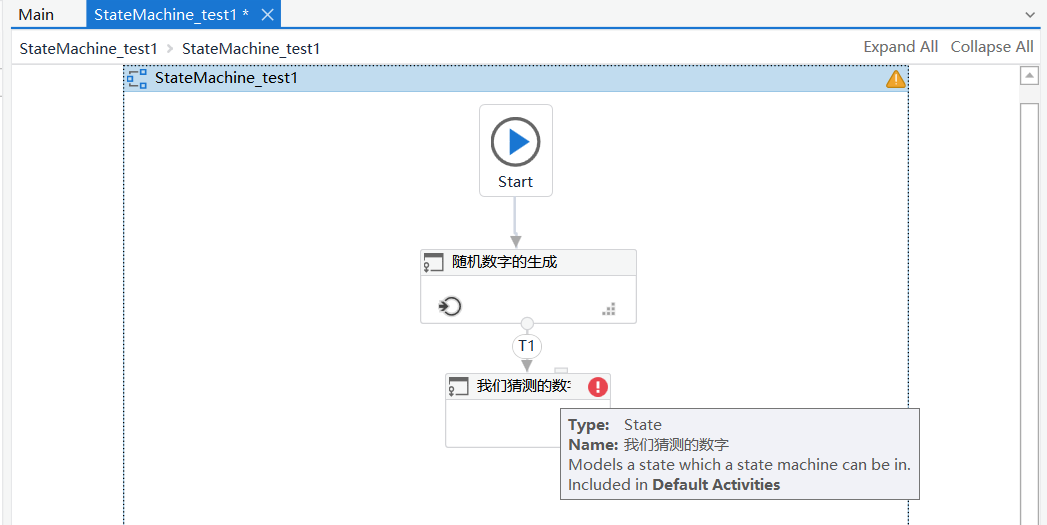 Main
StateMachine_test1 *
StateMachine_test1 > StateMachine_test1
Expand All Collapse All
StateMachine_test1
Start
随机数字的生成
T1
我们猜测的数
Type: State
Name: 我们猜测的数字
Models a state which a state machine can be in.
Included in Default Activities